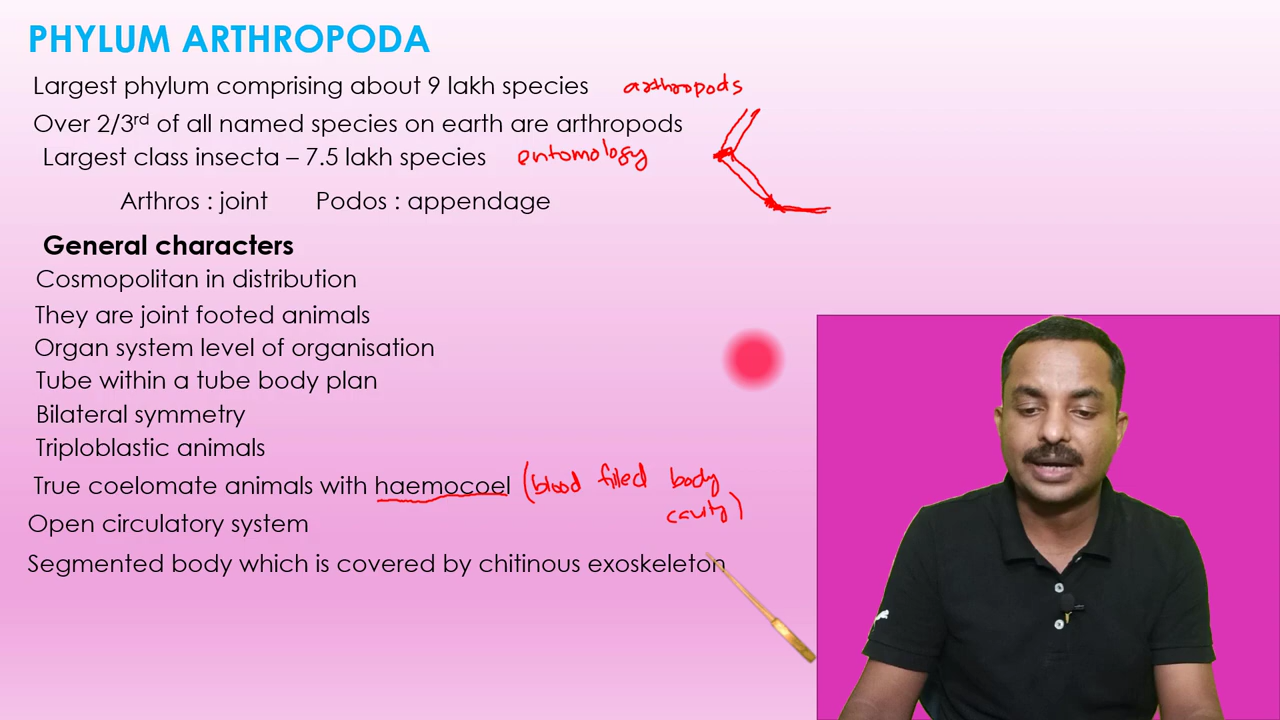 PHYLUM ARTHROPODA
Largest phylum comprising about 9 lakh species arthropods
Over 2/3rd of all named species on earth are arthropods
Largest class insecta – 7.5 lakh species entomology
Arthros : joint Podos : appendage
General characters
Cosmopolitan in distribution
They are joint footed animals
Organ system level of organisation
Tube within a tube body plan
Bilateral symmetry
Triploblastic animals
True coelomate animals with haemocoel (blood filled body
cavity)
Open circulatory system
Segmented body which is covered by chitinous exoskeleton